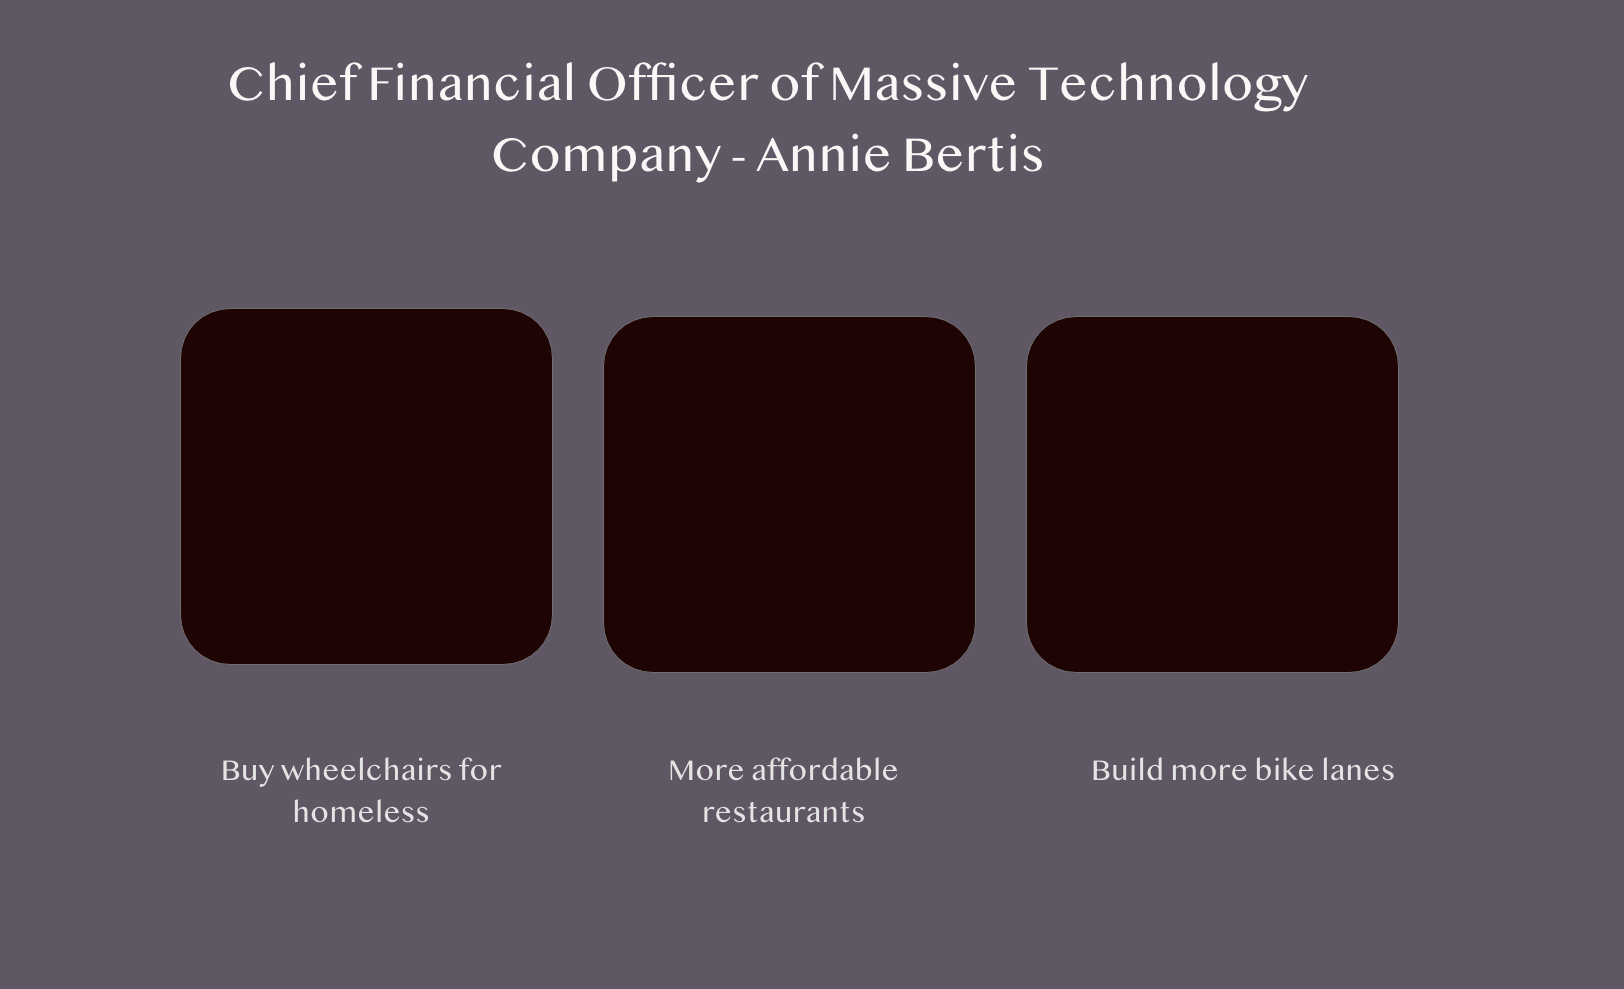 Chief Financial Officer of Massive Technology
Company - Annie Bertis
Buy wheelchairs for
homeless
More affordable
restaurants
Build more bike lanes